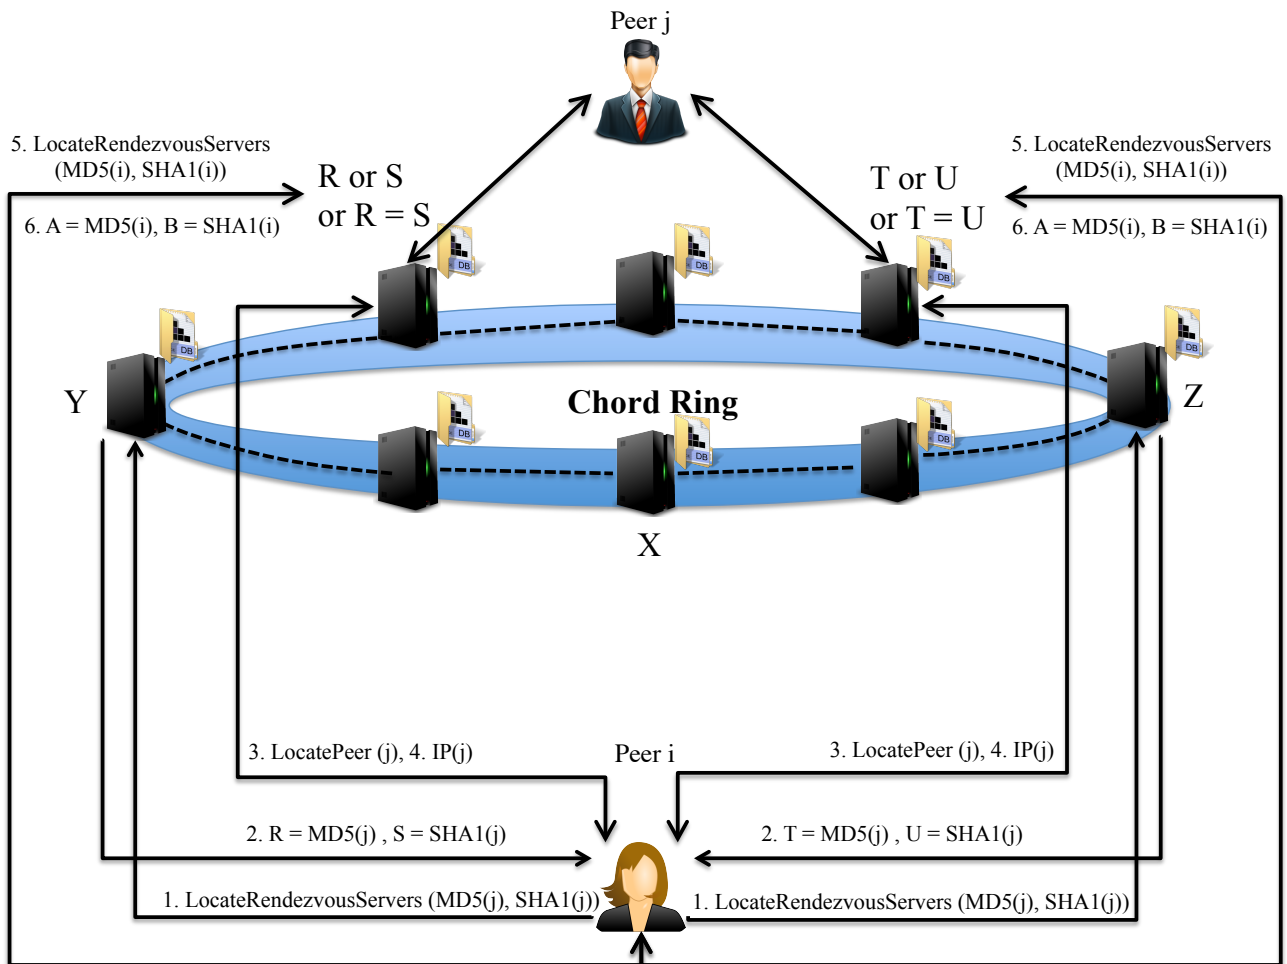 Peer j
5. LocateRendezvousServers
(MD5(i), SHA1(i))
R or S
or R = S
6. A = MD5(i), B = SHA1(i)
T or U
or T = U
5. LocateRendezvousServers
(MD5(i), SHA1(i))
6. A = MD5(i), B = SHA1(i)
DB
DB
DB
DB
DB
Y
Chord Ring
Z
DB
DB
DB
X
3. LocatePeer (j), 4. IP(j)
Peer i
3. LocatePeer (j), 4. IP(j)
2. R = MD5(j) , S = SHA1(j)
2. T = MD5(j) , U = SHA1(j)
1. LocateRendezvousServers (MD5(j), SHA1(j))
1. LocateRendezvousServers (MD5(j), SHA1(j))